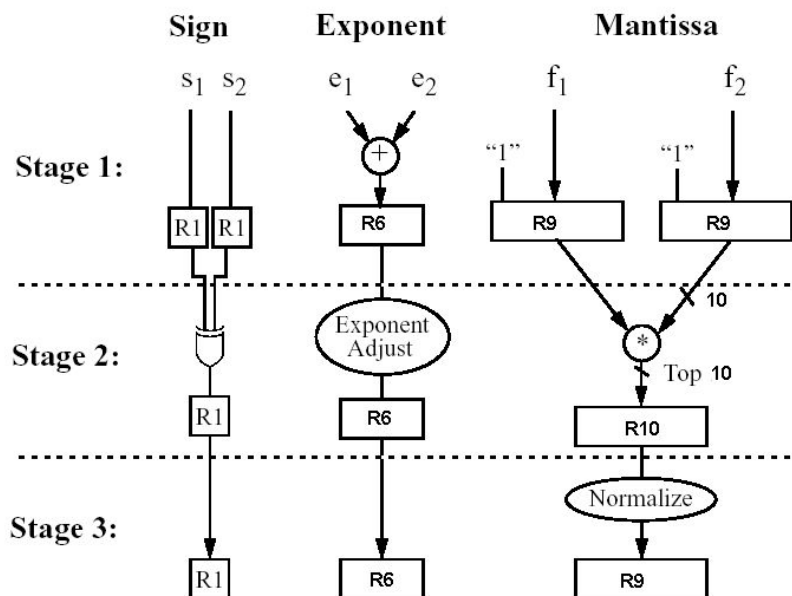 Sign Exponent Mantissa
s1 s2 e1 e2 f1 f2
+
Stage 1: "1" "1"
R1 R1 R6 R9 R9
10
Exponent
Adjust
Stage 2: *
Top 10
R1 R6 R10
Normalize
Stage 3:
R1 R6 R9